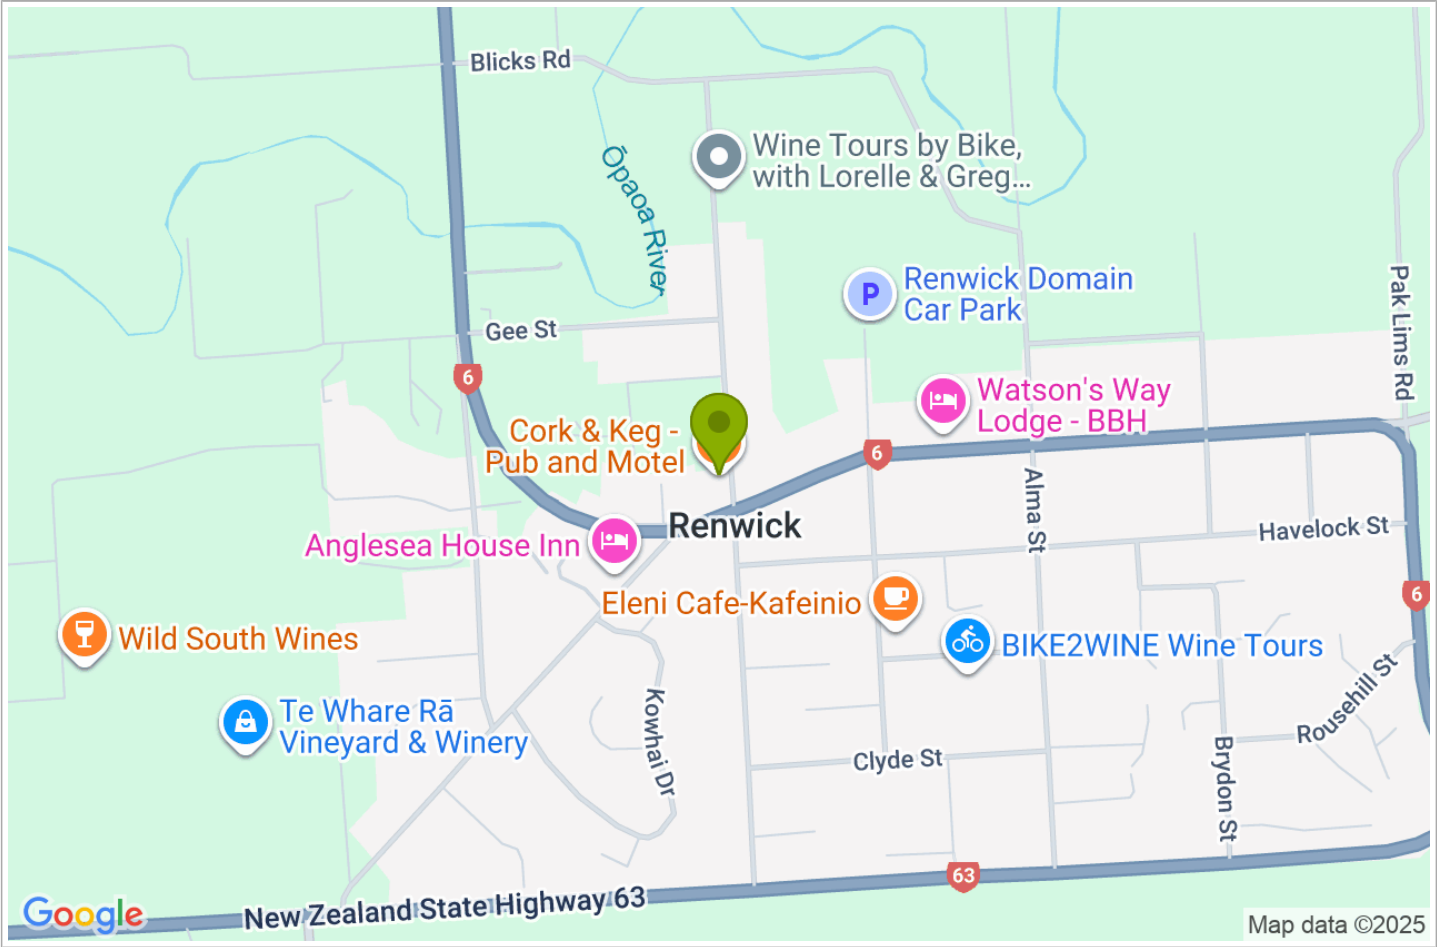 Blicks Rd
Wine Tours by Bike,
with Lorelle & Greg...
Ōpaoa River
Renwick Domain
Car Park
P
Pak Lims Rd
Gee St
6
Watson's Way
Lodge - BBH
Cork & Keg -
Pub and Motel
6
Alma St
Renwick
Havelock St
Anglesea House Inn
Eleni Cafe-Kafeinio
6
Wild South Wines
BIKE2WINE Wine Tours
Te Whare Rā
Vineyard & Winery
Kowhai Dr
Rousehill St
Clyde St
Brydon St
63
New Zealand State Highway 63
Google
Map data ©2025